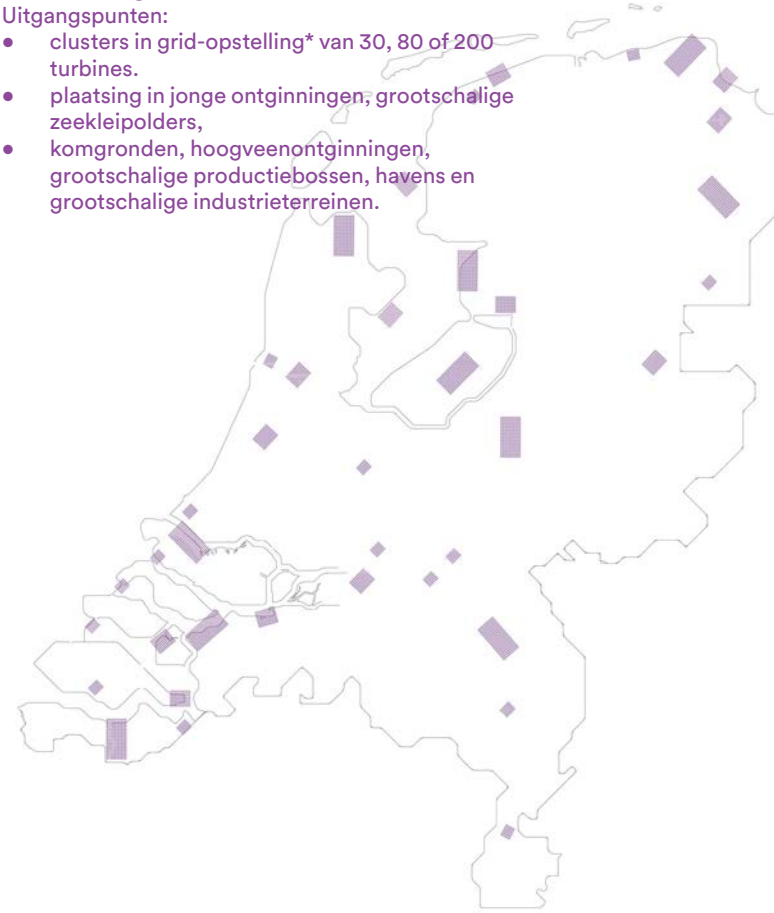 Uitgangspunten:
● clusters in grid-opstelling* van 30, 80 of 200
turbines.
● plaatsing in jonge ontginningen, grootschalige
zeekleipolders,
● komgronden, hoogveenontginningen,
grootschalige productiebossen, havens en
grootschalige industrieterreinen.